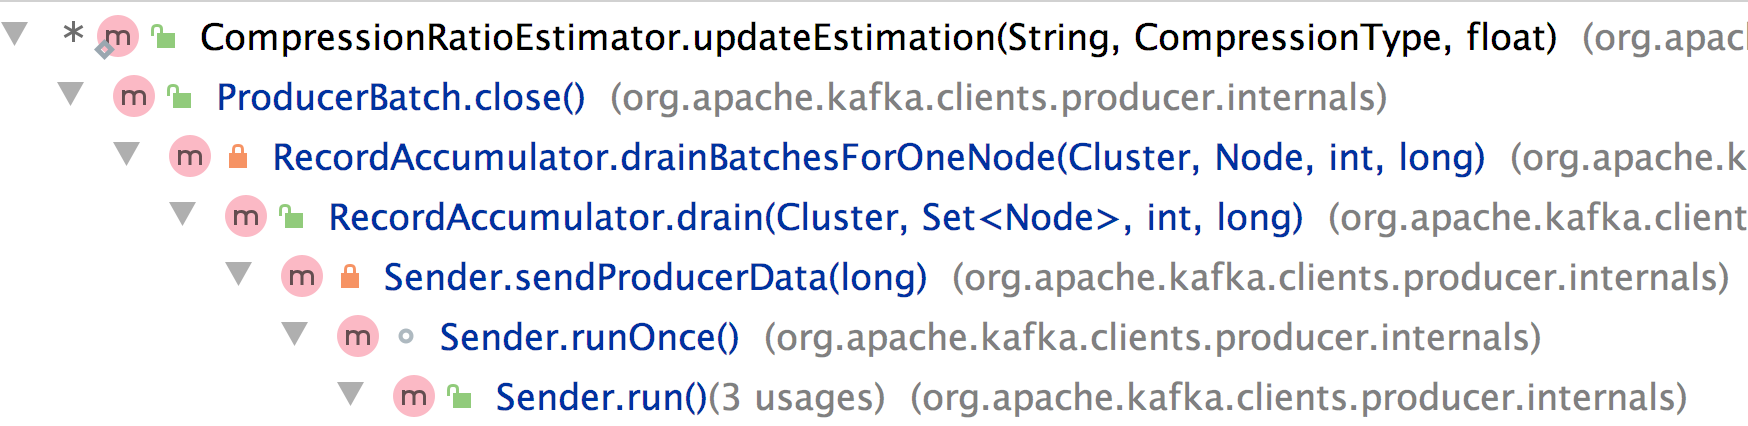 * m CompressionRatioEstimator.updateEstimation(String, CompressionType, float) (org.apac
m ProducerBatch.close() (org.apache.kafka.clients.producer.internals)
m RecordAccumulator.drainBatchesForOneNode(Cluster, Node, int, long) (org.apache.k
m RecordAccumulator.drain(Cluster, Set<Node>, int, long) (org.apache.kafka.client
m Sender.sendProducerData(long) (org.apache.kafka.clients.producer.internals)
m Sender.runOnce() (org.apache.kafka.clients.producer.internals)
m Sender.run()(3 usages) (org.apache.kafka.clients.producer.internals)